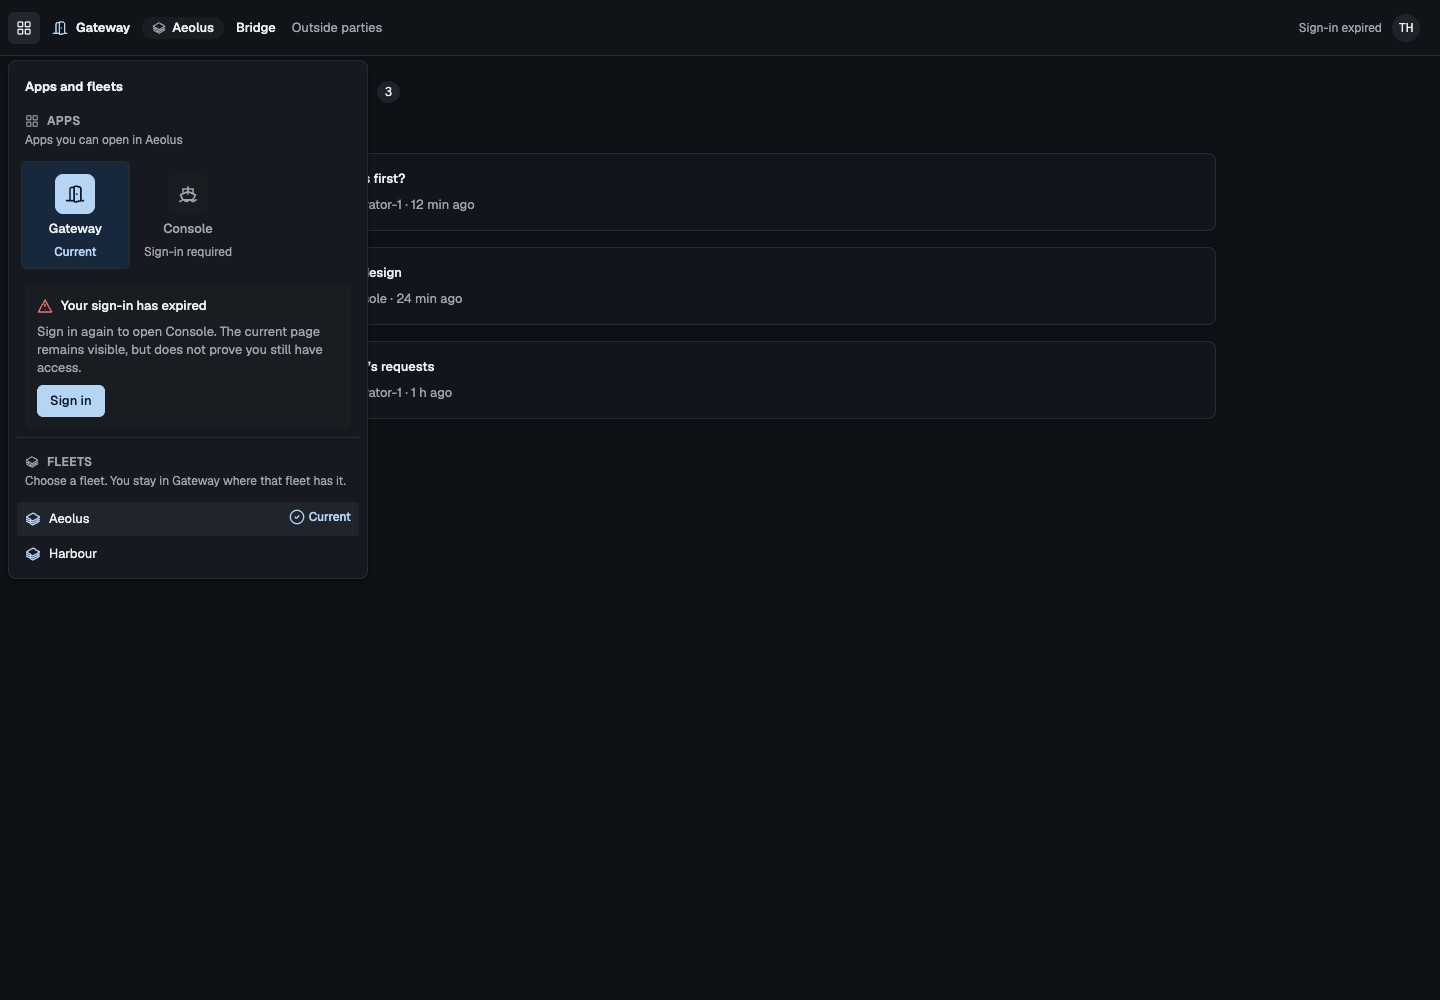 Gateway Aeolus Bridge Outside parties Sign-in expired TH
Apps and fleets
3
APPS
Apps you can open in Aeolus
Gateway
Current
Console
Sign-in required
Your sign-in has expired
Sign in again to open Console. The current page
remains visible, but does not prove you still have
access.
Sign in
FLEETS
Choose a fleet. You stay in Gateway where that fleet has it.
Aeolus
Current
Harbour
first?
ator-1 · 12 min ago
esign
ole · 24 min ago
's requests
ator-1 · 1 h ago